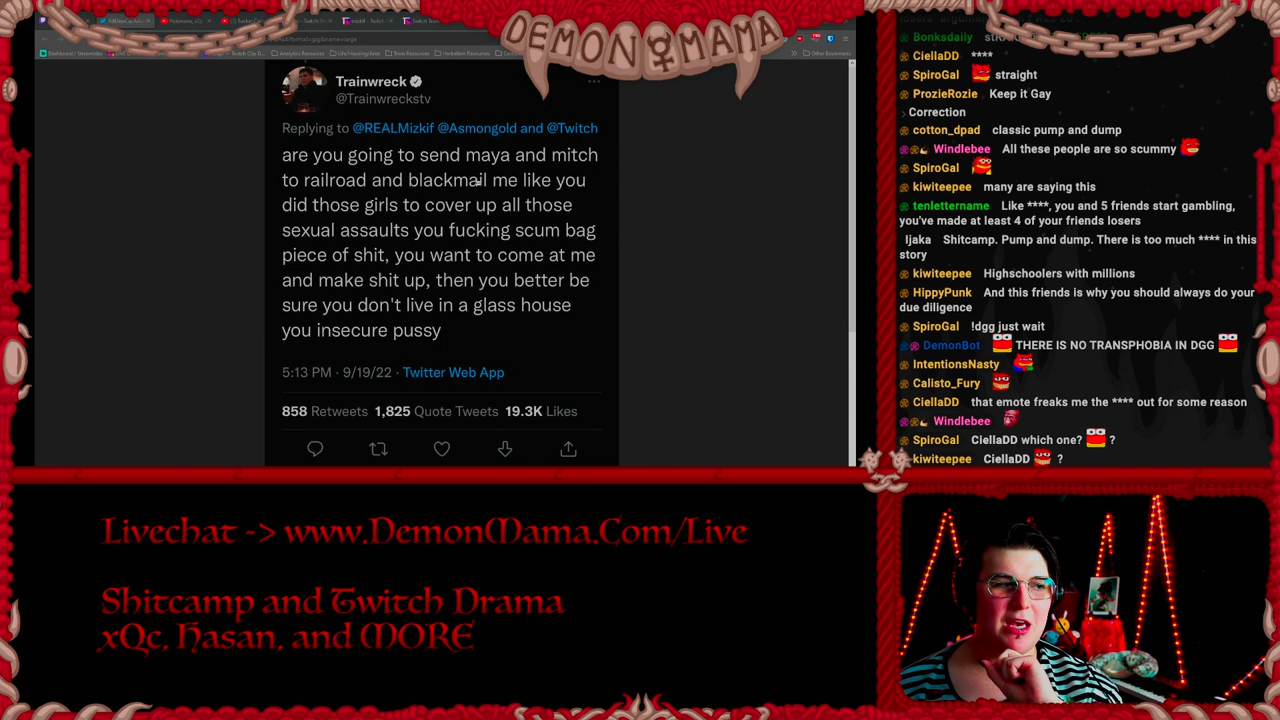 DEMON MAMA
Trainwreck
@Trainwreckstv
Replying to @REALMizkif @Asmongold and @Twitch
are you going to send maya and mitch
to railroad and blackmail me like you
did those girls to cover up all those
sexual assaults you fucking scum bag
piece of shit, you want to come at me
and make shit up, then you better be
sure you don't live in a glass house
you insecure pussy
5:13 PM · 9/19/22 · Twitter Web App
858 Retweets 1,825 Quote Tweets 19.3K Likes
Bonksdaily
CiellaDD ****
SpiroGal straight
ProzieRozie Keep it Gay
Correction
cotton_dpad classic pump and dump
Windlebee All these people are so scummy
SpiroGal
kiwiteepee many are saying this
tenlettername Like ****, you and 5 friends start gambling,
you've made at least 4 of your friends losers
Ijaka Shitcamp. Pump and dump. There is too much **** in this
story
kiwiteepee Highschoolers with millions
HippyPunk And this friends is why you should always do your
due diligence
SpiroGal !dgg just wait
DemonBot THERE IS NO TRANSPHOBIA IN DGG
IntentionsNasty
Calisto_Fury
CiellaDD that emote freaks me the **** out for some reason
Windlebee
SpiroGal CiellaDD which one? ?
kiwiteepee CiellaDD ?
Livechat -> www.DemonMama.Com/Live
Shitcamp and Twitch Drama
xQc, Hasan, and MORE